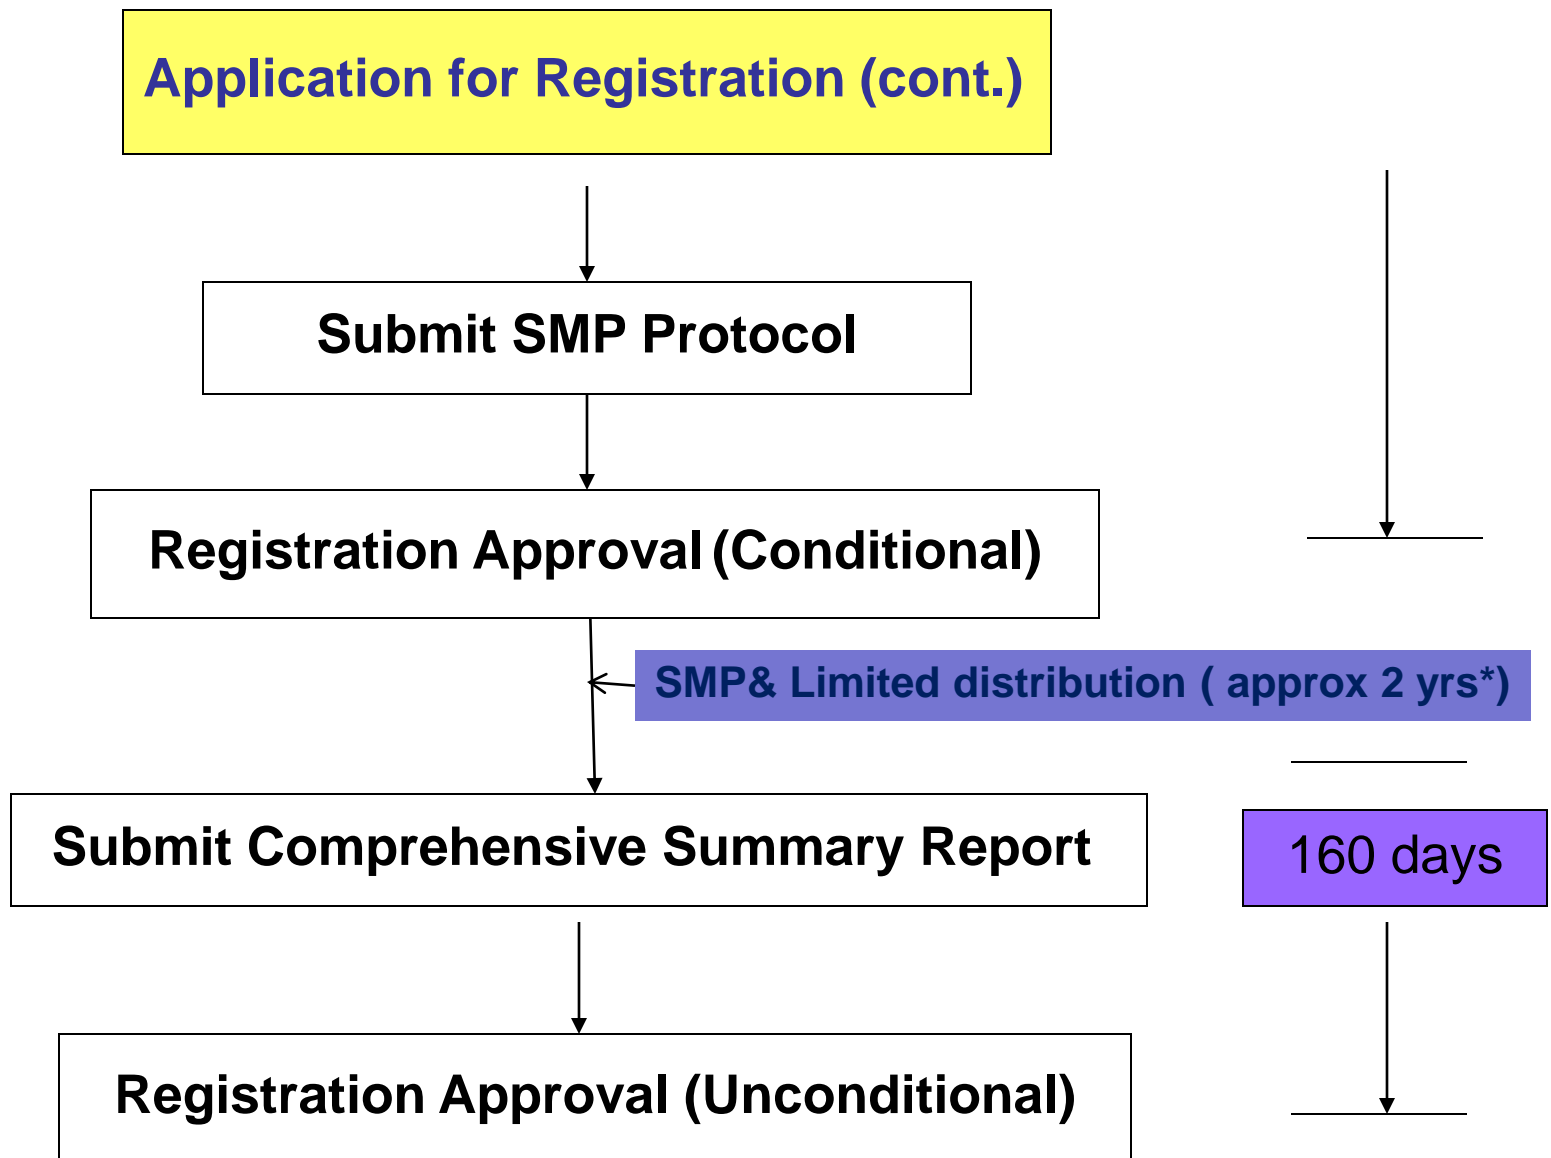 Application for Registration (cont.)
Submit SMP Protocol
Registration Approval (Conditional)
SMP& Limited distribution ( approx 2 yrs*)
Submit Comprehensive Summary Report
160 days
Registration Approval (Unconditional)